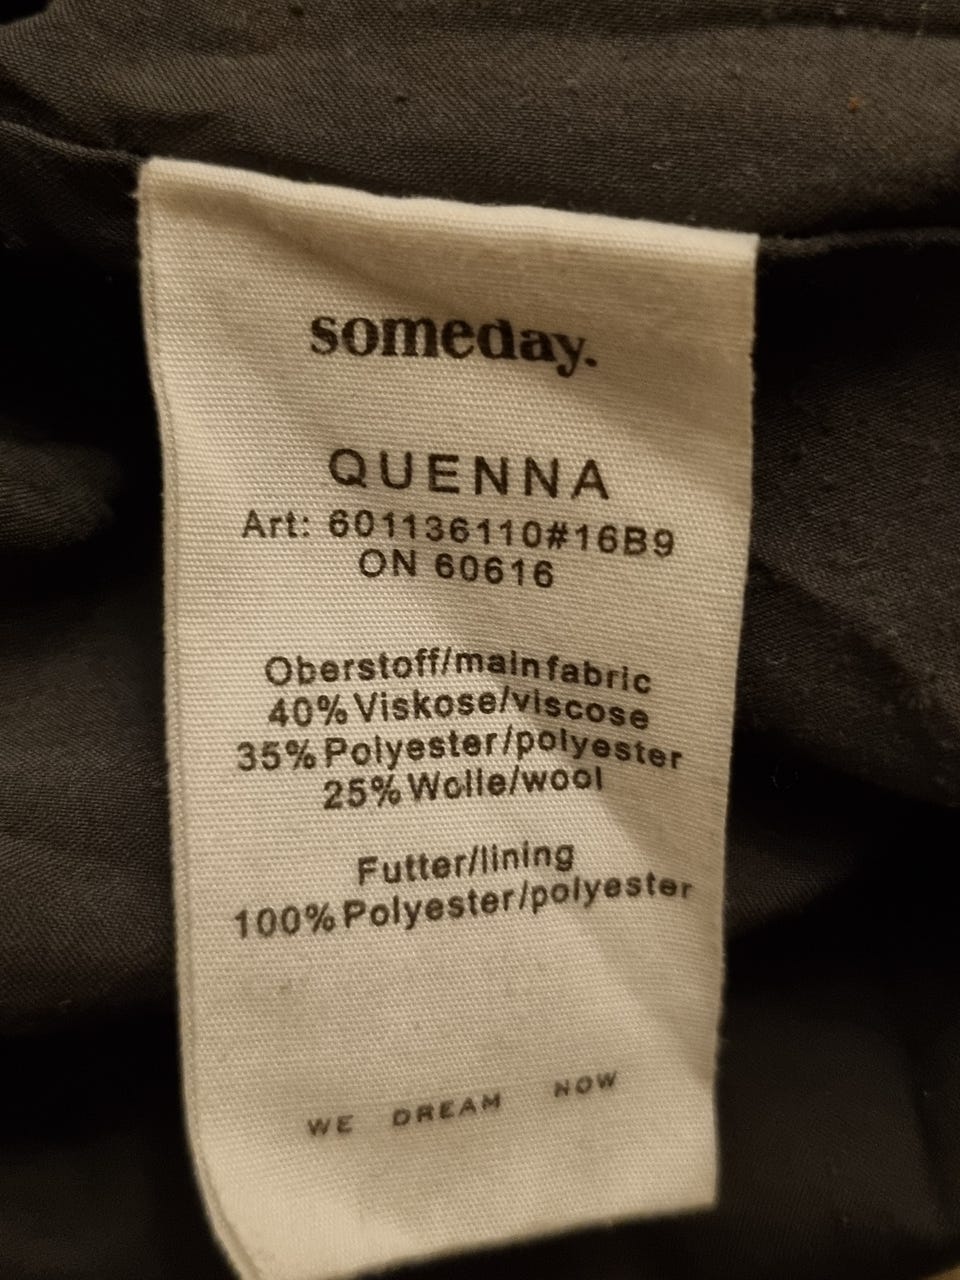 someday.
QUENNA
Art: 601136110#16B9
ON 60616
Oberstoff/mainfabric
40% Viskose/viscose
35% Polyester/polyester
25% Wolle/wool
Futter/lining
100% Polyester/polyester
WE DREAM NOW